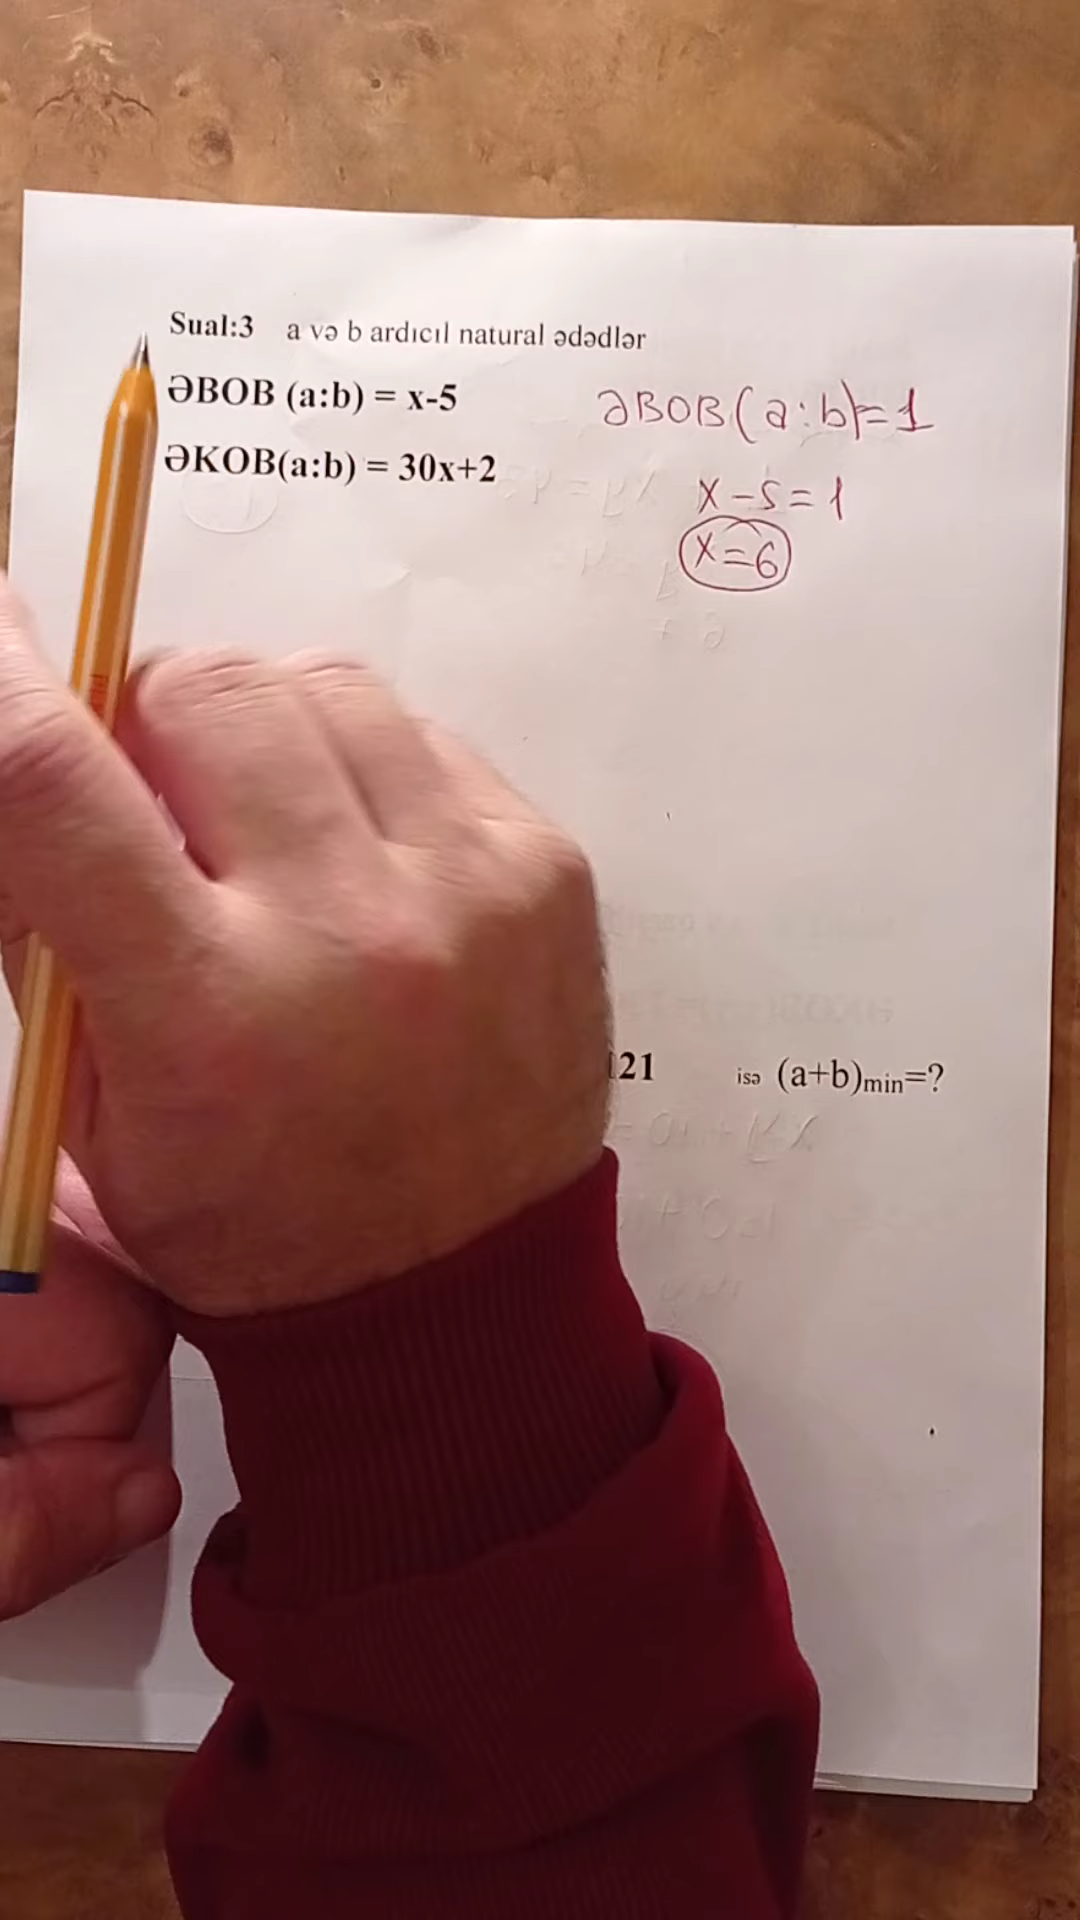 Sual:3 a və b ardıcıl natural ədədlər
ƏBOB (a:b) = x-5
ƏKOB(a:b) = 30x+2
ƏBOB(a:b)=1
x-5=1
x=6
21 isə (a+b)min=?